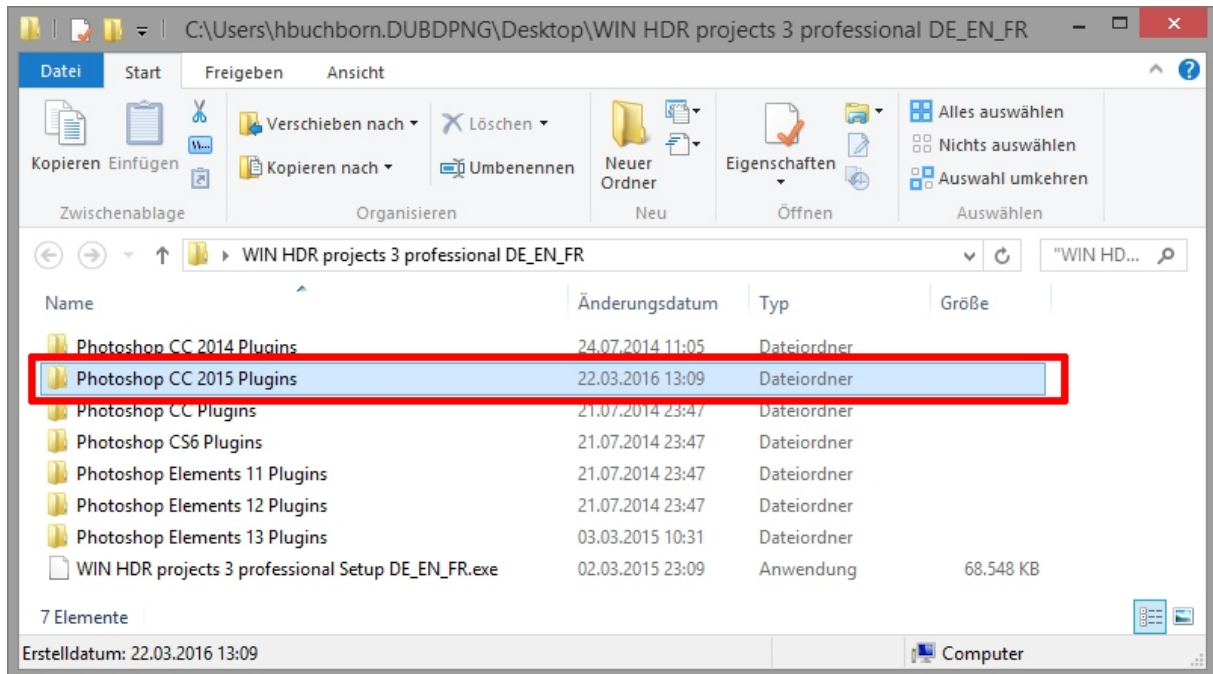 C:\Users\hbuchborn.DUBDPNG\Desktop\WIN HDR projects 3 professional DE_EN_FR
Datei Start Freigeben Ansicht
Kopieren Einfügen Verschieben nach Kopieren nach Löschen Umbenennen Neuer Ordner Eigenschaften Alles auswählen Nichts auswählen Auswahl umkehren
Zwischenablage Organisieren Neu Öffnen Auswählen
WIN HDR projects 3 professional DE_EN_FR "WIN HD...
Name Änderungsdatum Typ Größe
Photoshop CC 2014 Plugins 24.07.2014 11:05 Dateiordner
Photoshop CC 2015 Plugins 22.03.2016 13:09 Dateiordner
Photoshop CC Plugins 21.07.2014 23:47 Dateiordner
Photoshop CS6 Plugins 21.07.2014 23:47 Dateiordner
Photoshop Elements 11 Plugins 21.07.2014 23:47 Dateiordner
Photoshop Elements 12 Plugins 21.07.2014 23:47 Dateiordner
Photoshop Elements 13 Plugins 03.03.2015 10:31 Dateiordner
WIN HDR projects 3 professional Setup DE_EN_FR.exe 02.03.2015 23:09 Anwendung 68.548 KB
7 Elemente
Erstelldatum: 22.03.2016 13:09 Computer